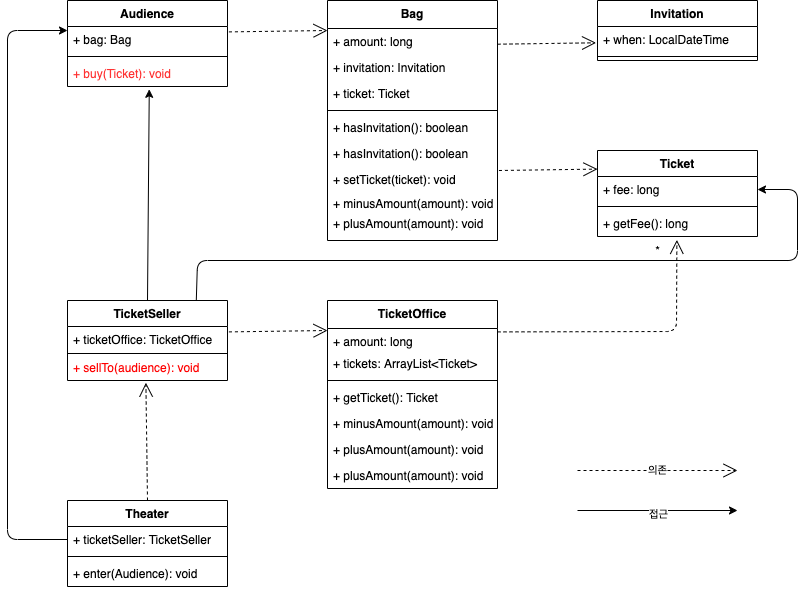 Audience
+ bag: Bag
+ buy(Ticket): void
Bag
+ amount: long
+ invitation: Invitation
+ ticket: Ticket
+ hasInvitation(): boolean
+ hasInvitation(): boolean
+ setTicket(ticket): void
+ minusAmount(amount): void
+ plusAmount(amount): void
Invitation
+ when: LocalDateTime
Ticket
+ fee: long
+ getFee(): long
*
TicketSeller
+ ticketOffice: TicketOffice
+ sellTo(audience): void
TicketOffice
+ amount: long
+ tickets: ArrayList<Ticket>
+ getTicket(): Ticket
+ minusAmount(amount): void
+ plusAmount(amount): void
+ plusAmount(amount): void
Theater
+ ticketSeller: TicketSeller
+ enter(Audience): void
의존
접근